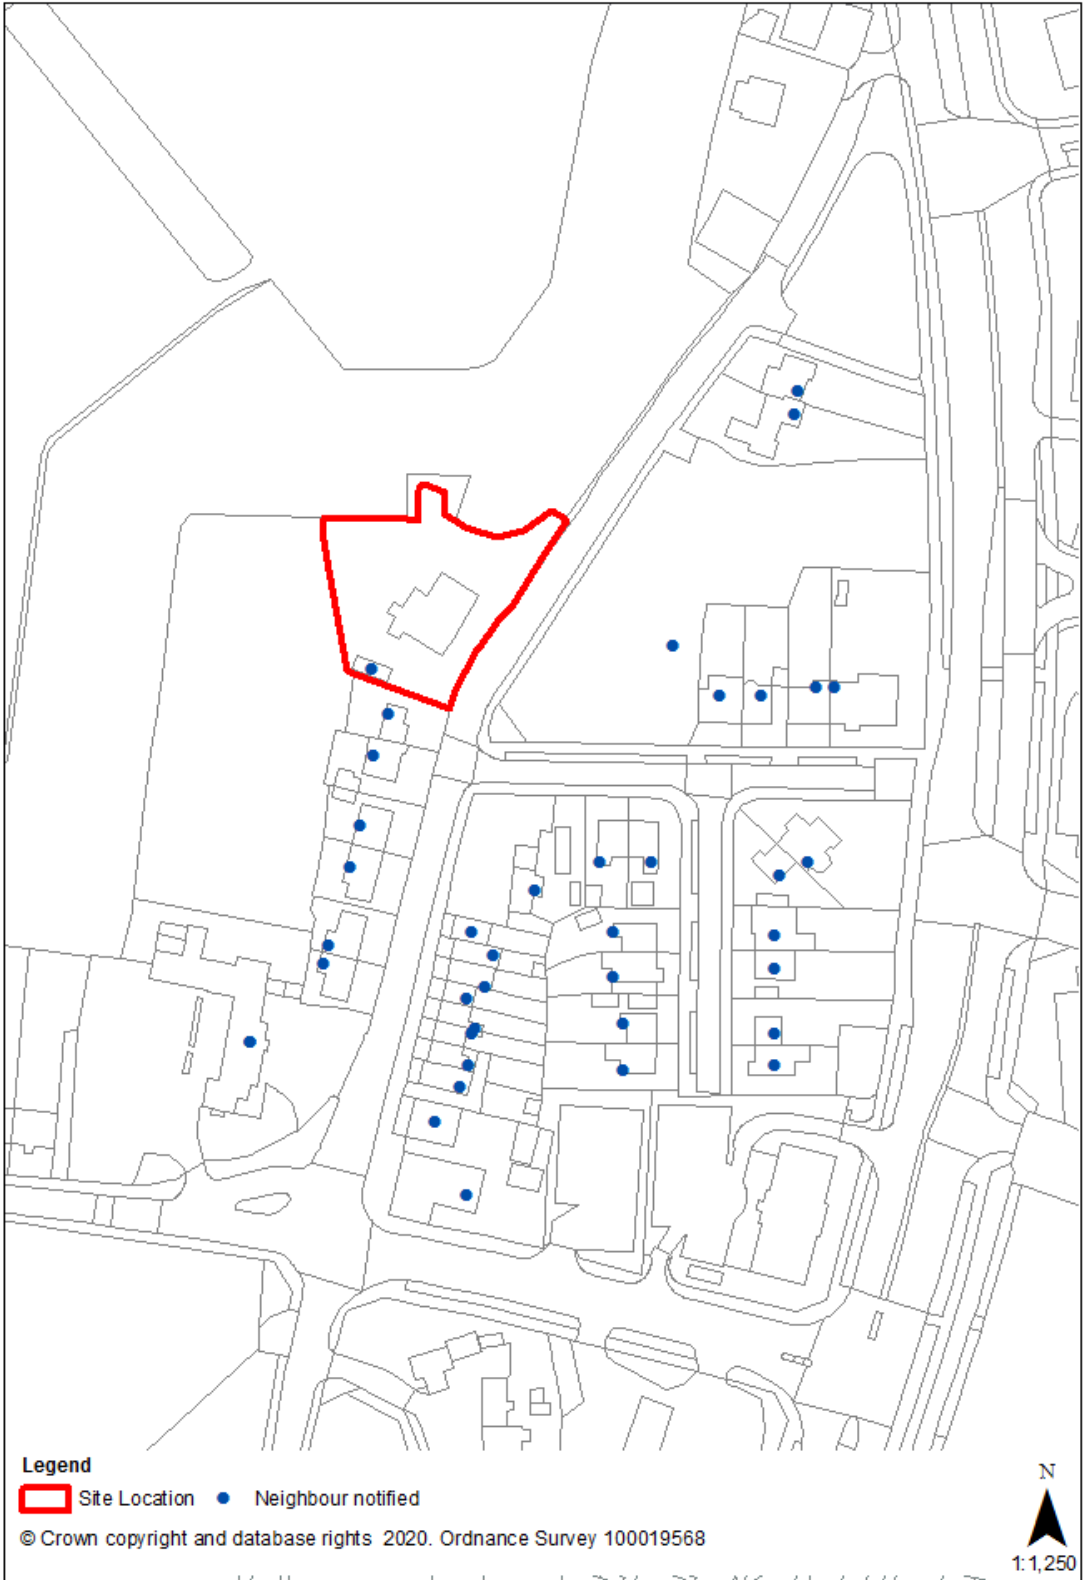 Legend
Site Location Neighbour notified
© Crown copyright and database rights 2020. Ordnance Survey 100019568
N
1:1,250